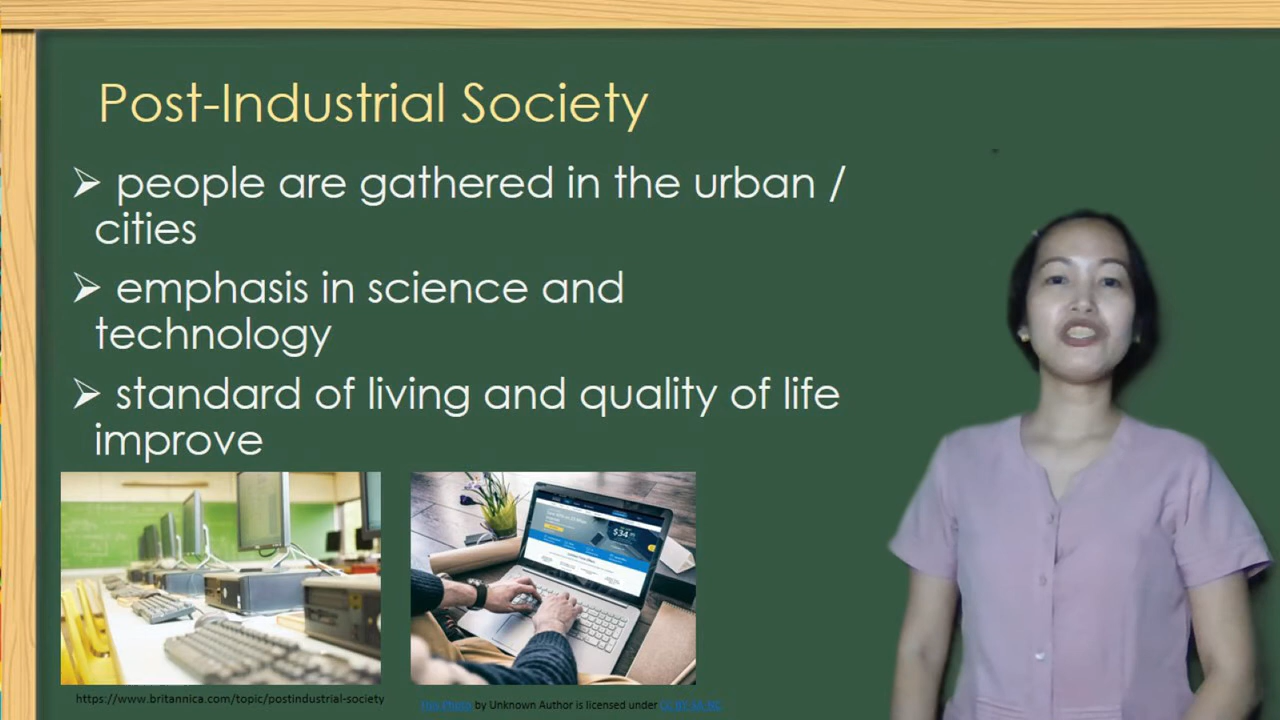 Post-Industrial Society
➢ people are gathered in the urban /
cities
➢ emphasis in science and
technology
➢ standard of living and quality of life
improve
$34
https://www.britannica.com/topic/postindustrial-society
This Photo by Unknown Author is licensed under CC BY-SA-NC